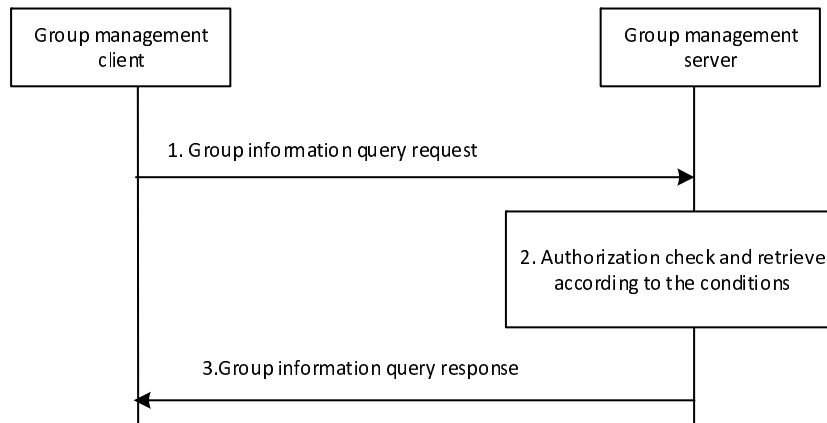 Group management
client
Group management
server
1. Group information query request
2. Authorization check and retrieve
according to the conditions
3.Group information query response